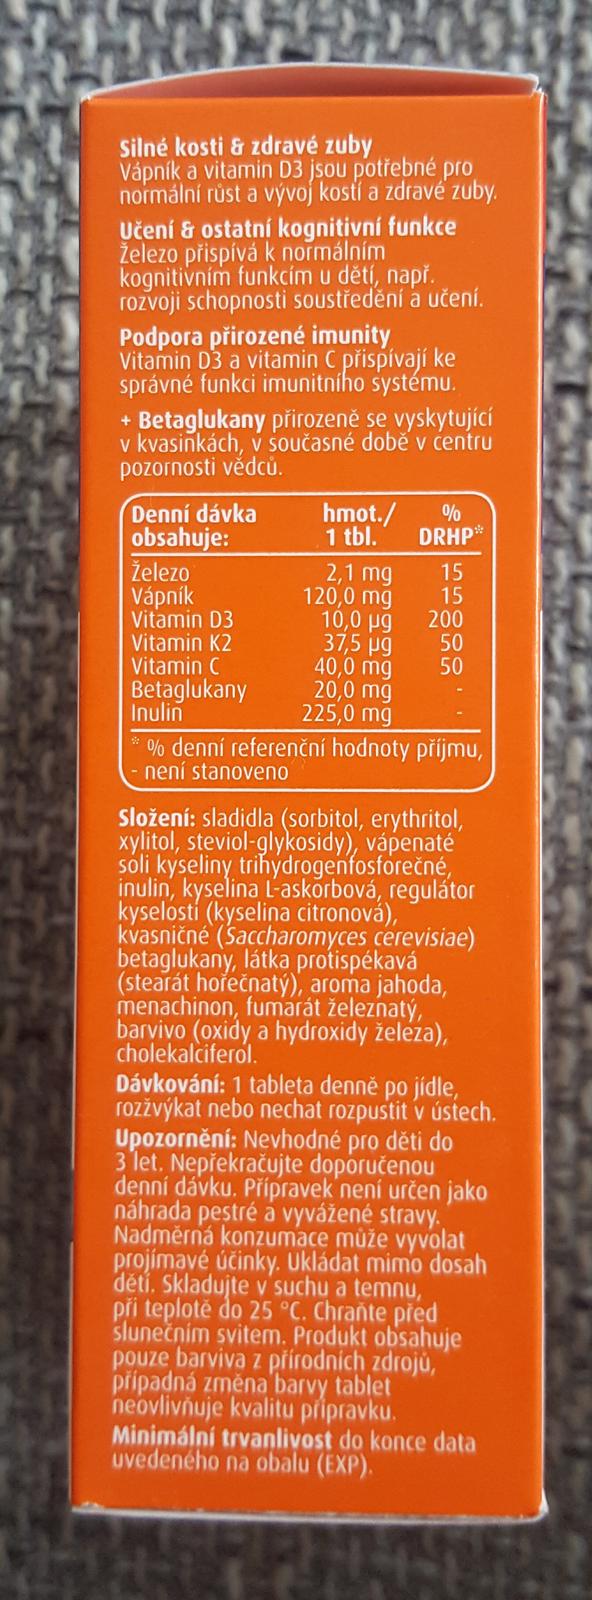 Silné kosti & zdravé zuby
Vápník a vitamin D3 jsou potřebné pro
normální růst a vývoj kostí a zdravé zuby.
Učení & ostatní kognitivní funkce
Železo přispívá k normálním
kognitivním funkcím u dětí, např.
rozvoji schopnosti soustředění a učení.
Podpora přirozené imunity
Vitamin D3 a vitamin C přispívají ke
správné funkci imunitního systému.
+ Betaglukany přirozeně se vyskytující
v kvasinkách, v současné době v centru
pozornosti vědců.
Denní dávka hmot./ %
obsahuje: 1 tbl. DRHP*
Železo 2,1 mg 15
Vápník 120,0 mg 15
Vitamin D3 10,0 µg 200
Vitamin K2 37,5 µg 50
Vitamin C 40,0 mg 50
Betaglukany 20,0 mg -
Inulin 225,0 mg -
* % denní referenční hodnoty příjmu,
- není stanoveno
Složení: sladidla (sorbitol, erythritol,
xylitol, steviol-glykosidy), vápenaté
soli kyseliny trihydrogenfosforečné,
inulin, kyselina L-askorbová, regulátor
kyselosti (kyselina citronová),
kvasničné (Saccharomyces cerevisiae)
betaglukany, látka protispékavá
(stearát hořečnatý), aroma jahoda,
menachinon, fumarát železnatý,
barvivo (oxidy a hydroxidy železa),
cholekalciferol.
Dávkování: 1 tableta denně po jídle,
rozžvýkat nebo nechat rozpustit v ústech.
Upozornění: Nevhodné pro děti do
3 let. Nepřekračujte doporučenou
denní dávku. Přípravek není určen jako
náhrada pestré a vyvážené stravy.
Nadměrná konzumace může vyvolat
projímavé účinky. Ukládat mimo dosah
dětí. Skladujte v suchu a temnu,
při teplotě do 25 °C. Chraňte před
slunečním svitem. Produkt obsahuje
pouze barviva z přírodních zdrojů,
případná změna barvy tablet
neovlivňuje kvalitu přípravku.
Minimální trvanlivost do konce data
uvedeného na obalu (EXP).